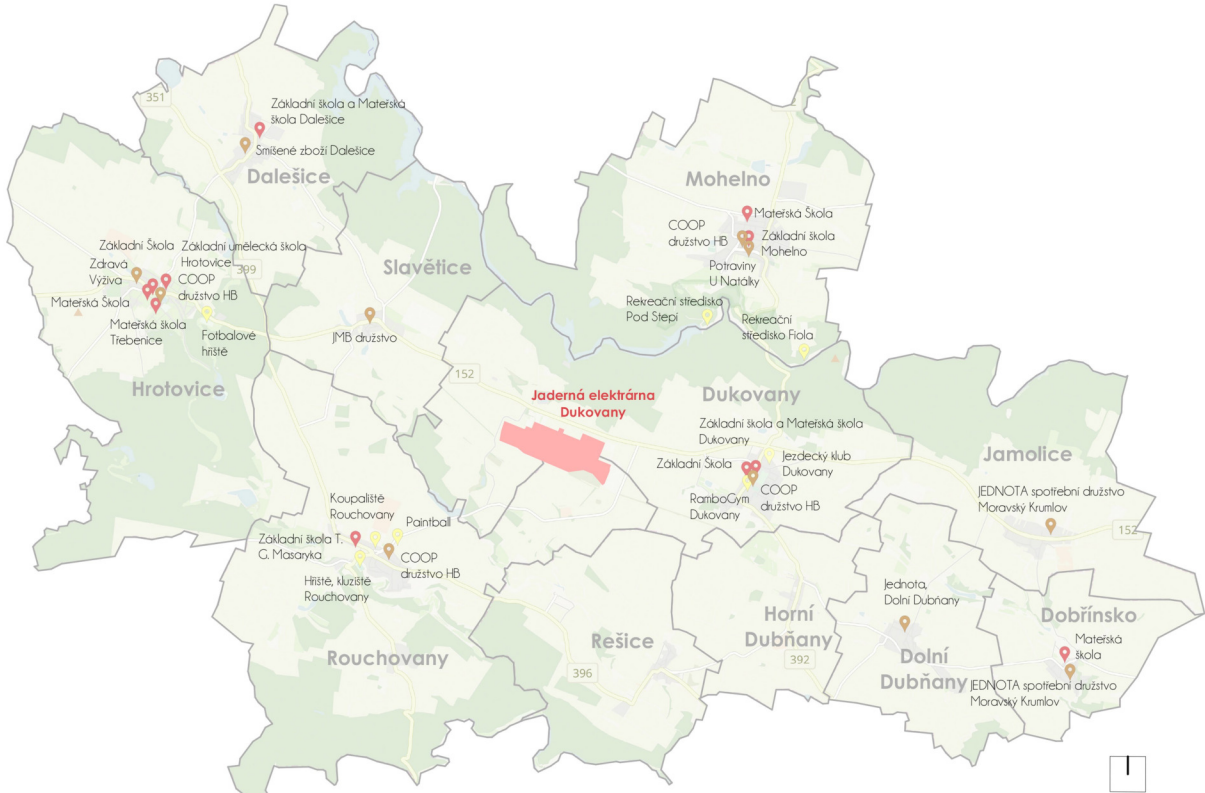 351
Základní škola a Mateřská
škola Dalešice
Smíšené zboží Dalešice
Dalešice
Mohelno
Mateřská Škola
COOP
družstvo HB
Základní škola
Mohelno
Potraviny
U Natálky
Základní Škola
Základní umělecká škola
Hrotovice
Zdravá
Výživa
COOP
družstvo HB
399
Mateřská Škola
Mateřská škola
Třebenice
Fotbalové
hřiště
Hrotovice
Slavětice
JMB družstvo
Rekreační středisko
Pod Stepí
Rekreační
středisko Fiola
152
Jaderná elektrárna
Dukovany
Dukovany
Základní škola a Mateřská škola
Dukovany
Základní Škola
Jezdecký klub
Dukovany
RamboGym
Dukovany
COOP
družstvo HB
Jamolice
JEDNOTA spotřební družstvo
Moravský Krumlov
152
Koupaliště
Rouchovany
Paintball
Základní škola T.
G. Masaryka
COOP
družstvo HB
Hřiště, kluziště
Rouchovany
Rouchovany
Rešice
396
Horní
Dubňany
392
Jednota,
Dolní Dubňany
Dolní
Dubňany
Dobřínsko
Mateřská
škola
JEDNOTA spotřební družstvo
Moravský Krumlov